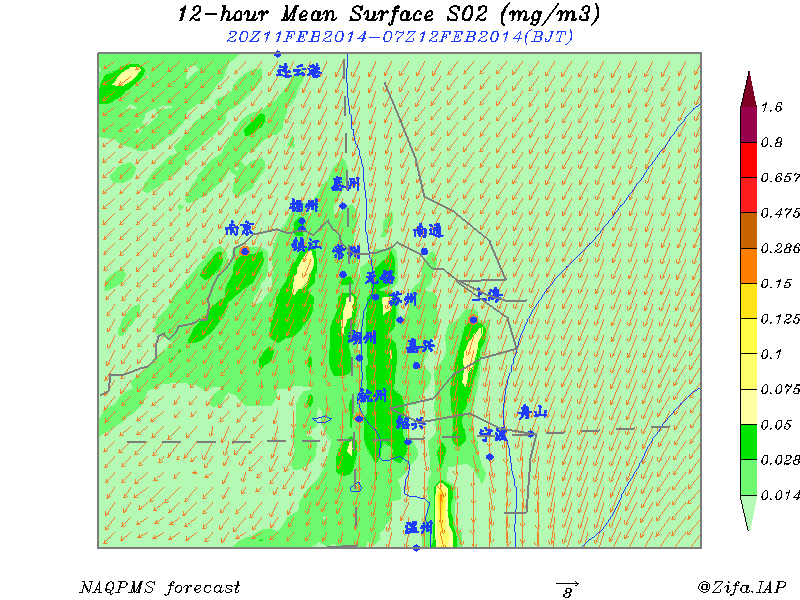 12-hour Mean Surface SO2 (mg/m3)
20Z11FEB2014-07Z12FEB2014(BJT)
连云港
泰州
扬州
南京
镇江
常州
南通
无锡
苏州
上海
湖州
嘉兴
杭州
绍兴
舟山
宁波
温州
1.6
0.8
0.657
0.475
0.286
0.15
0.125
0.1
0.075
0.05
0.028
0.014
NAQPMS forecast
8
@Zifa.IAP